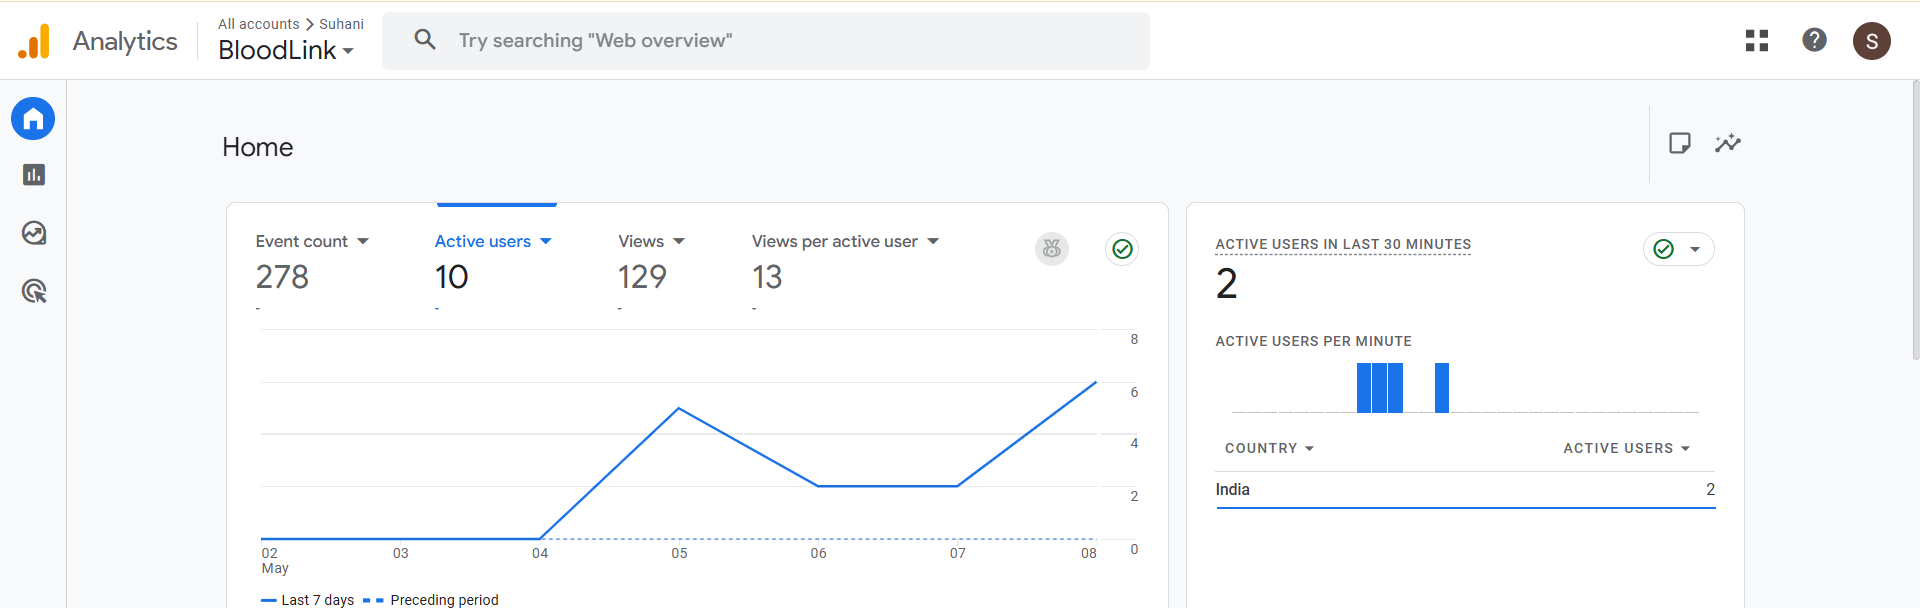 Analytics
All accounts > Suhani
BloodLink
Try searching "Web overview"
S
Home
Event count
278
-
Active users
10
-
Views
129
-
Views per active user
13
-
8
6
4
2
0
02
May
03
04
05
06
07
08
Last 7 days
Preceding period
ACTIVE USERS IN LAST 30 MINUTES
2
ACTIVE USERS PER MINUTE
COUNTRY
ACTIVE USERS
India
2